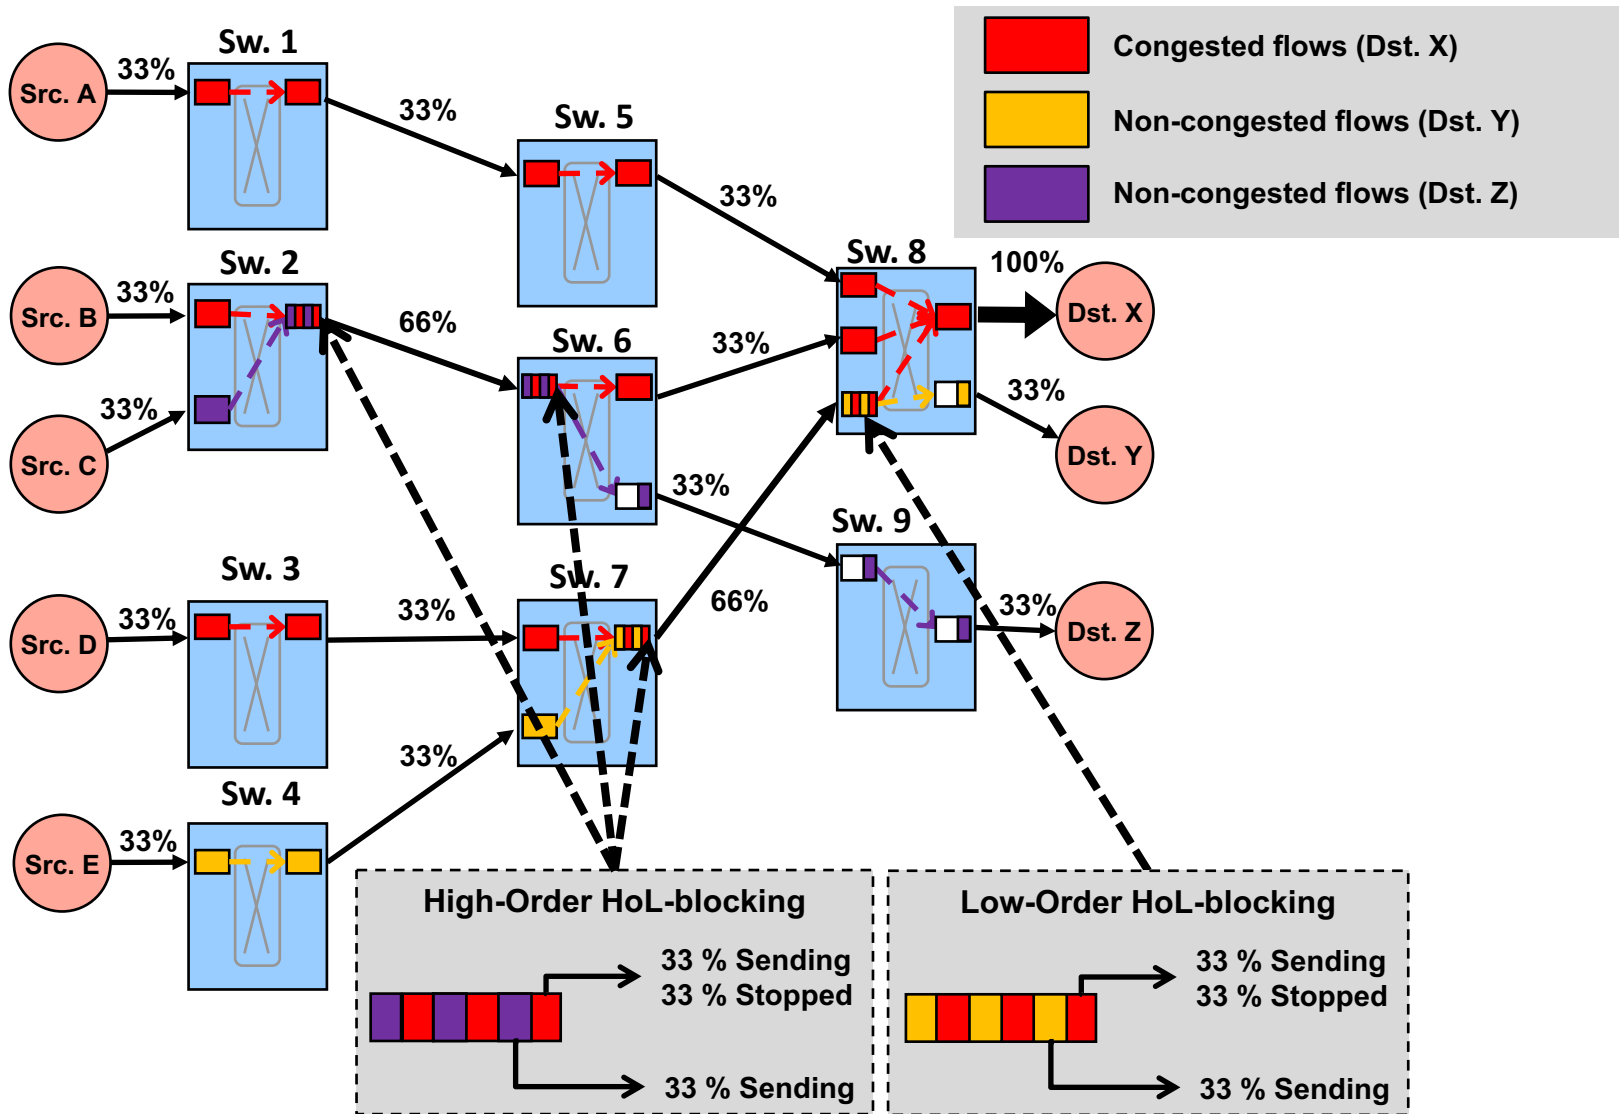 Sw. 1
Src. A
33%
33%
Sw. 5
33%
Congested flows (Dst. X)
Non-congested flows (Dst. Y)
Non-congested flows (Dst. Z)
Sw. 2
Src. B
33%
66%
Src. C
33%
Sw. 6
33%
33%
Sw. 8
100%
Dst. X
33%
Dst. Y
Sw. 3
Src. D
33%
33%
Sw. 7
66%
33%
Sw. 9
33%
Dst. Z
Sw. 4
Src. E
33%
High-Order HoL-blocking
33 % Sending
33 % Stopped
33 % Sending
Low-Order HoL-blocking
33 % Sending
33 % Stopped
33 % Sending